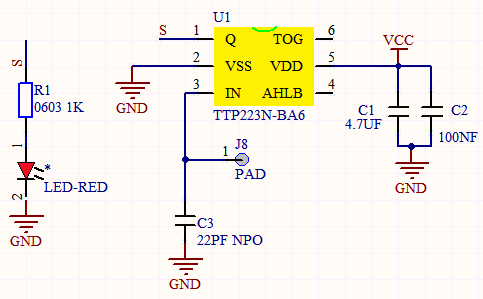 U1
S 1 Q TOG 6
VCC
2 VSS VDD 5
S
3 IN AHLB 4
R1
0603 1K
GND
TTP223N-BA6
C1
4.7UF
C2
100NF
1
J8
1
PAD
*
LED-RED
2
GND
C3
22PF NPO
GND
GND